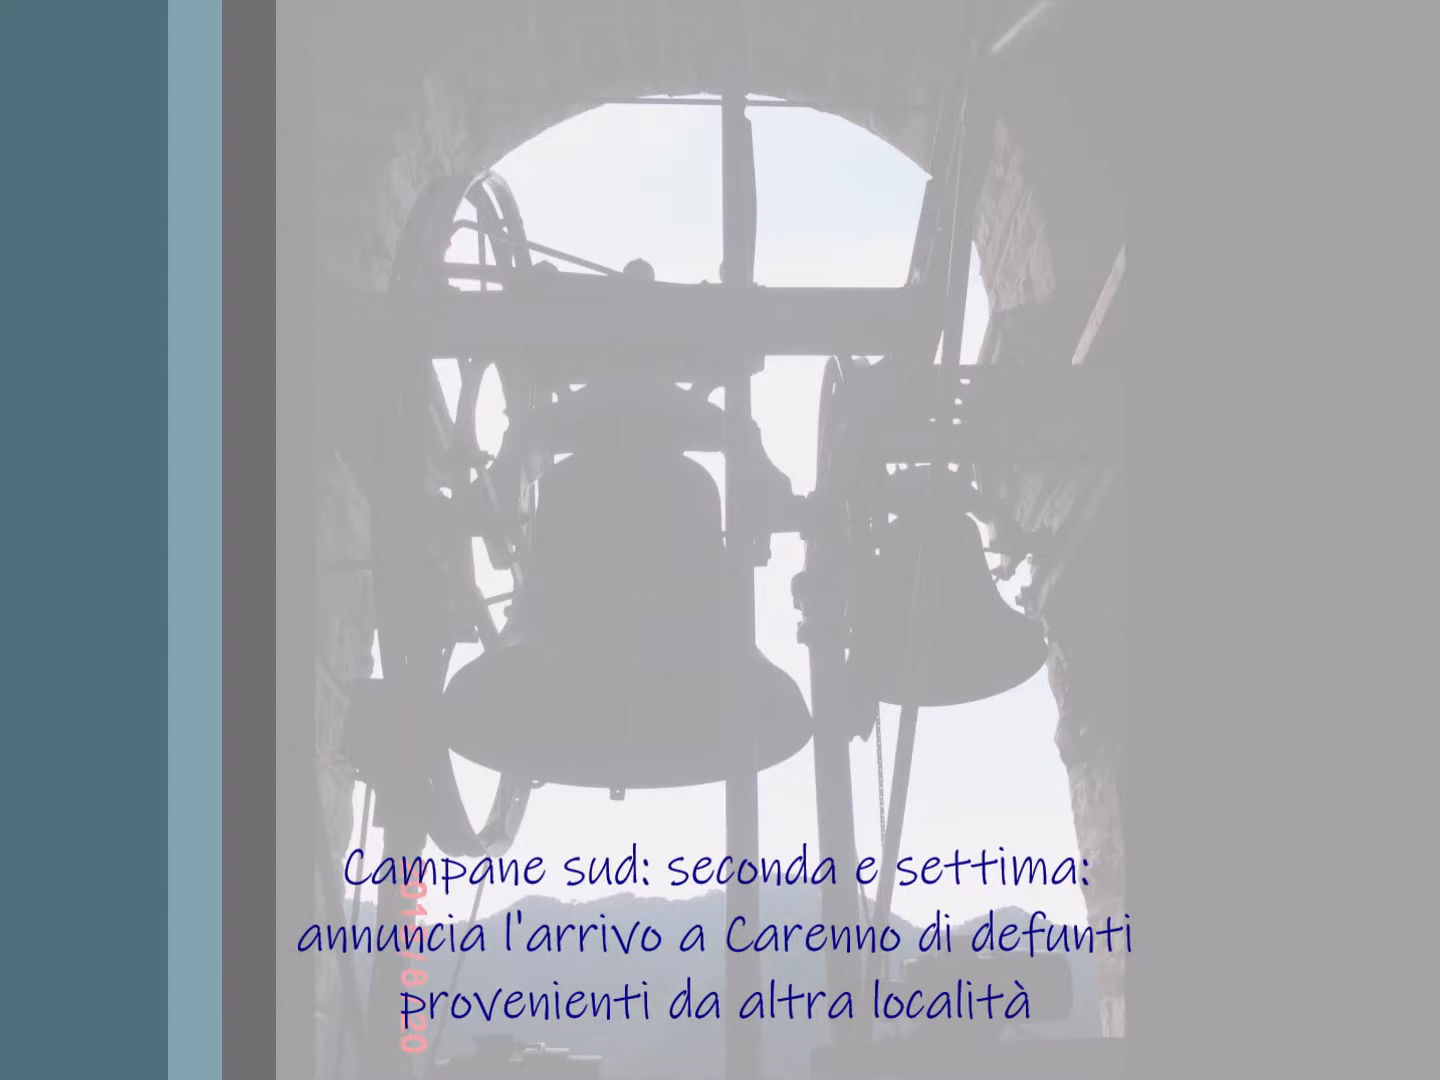 Campane sud: seconda e settima:
annuncia l'arrivo a Carenno di defunti
provenienti da altra località